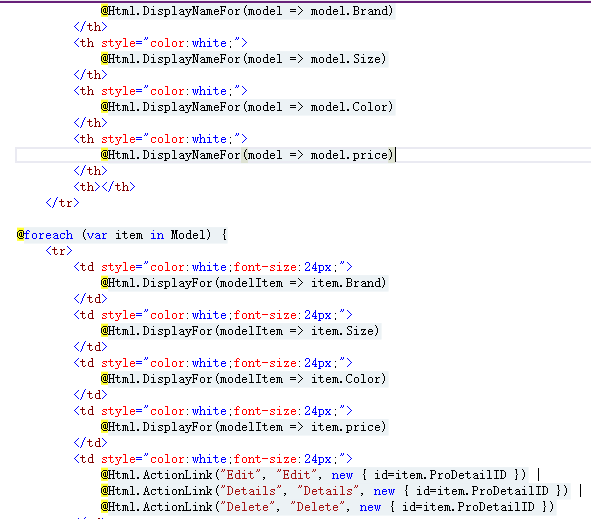 @Html.DisplayNameFor(model => model.Brand)
</th>
<th style="color:white;">
@Html.DisplayNameFor(model => model.Size)
</th>
<th style="color:white;">
@Html.DisplayNameFor(model => model.Color)
</th>
<th style="color:white;">
@Html.DisplayNameFor(model => model.price)
</th>
<th></th>
</tr>
@foreach (var item in Model) {
<tr>
<td style="color:white;font-size:24px;">
@Html.DisplayFor(modelItem => item.Brand)
</td>
<td style="color:white;font-size:24px;">
@Html.DisplayFor(modelItem => item.Size)
</td>
<td style="color:white;font-size:24px;">
@Html.DisplayFor(modelItem => item.Color)
</td>
<td style="color:white;font-size:24px;">
@Html.DisplayFor(modelItem => item.price)
</td>
<td style="color:white;font-size:24px;">
@Html.ActionLink("Edit", "Edit", new { id=item.ProDetailID }) |
@Html.ActionLink("Details", "Details", new { id=item.ProDetailID }) |
@Html.ActionLink("Delete", "Delete", new { id=item.ProDetailID })